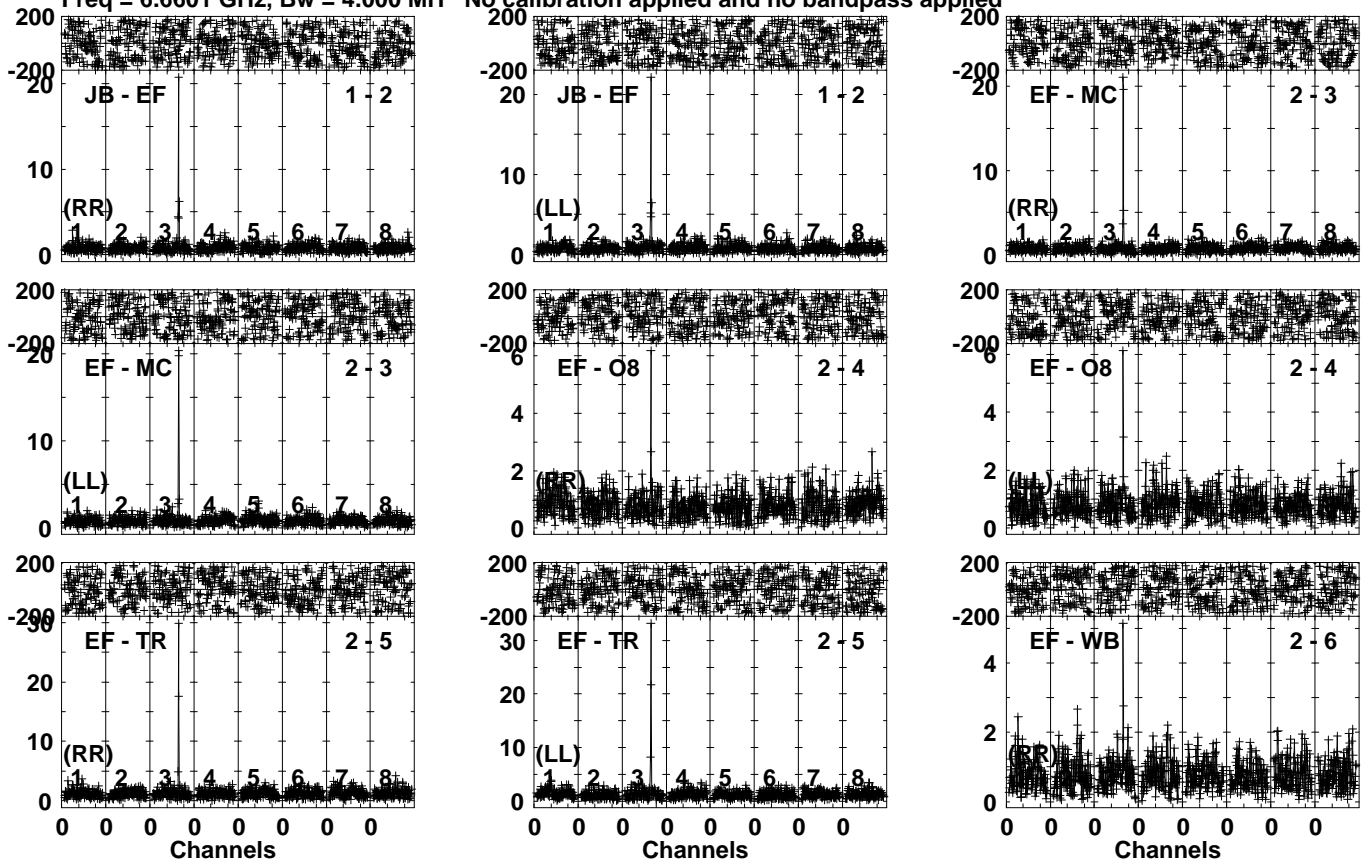 Freq = 6.6601 GHz, Bw = 4.000 MH No calibration applied and no bandpass applied
200 200 200
-200 -200 -200
20 20 20
JB - EF 1 - 2 JB - EF 1 - 2 EF - MC 2 - 3
10 10 10
(RR) (LL) (RR)
1 2 3 4 5 6 7 8 1 2 3 4 5 6 7 8 1 2 3 4 5 6 7 8
0 0 0
200 200 200
-200 -200 -200
20 6 6
EF - MC 2 - 3 EF - O8 2 - 4 EF - O8 2 - 4
10 4 4
2 2
(LL) (RR) (LL)
1 2 3 4 5 6 7 8
0 0 0
200 200 200
-200 -200 -200
30 30
EF - TR 2 - 5 EF - TR 2 - 5 EF - WB 2 - 6
20 20 4
10 10 2
(RR) (LL) (RR)
1 2 3 4 5 6 7 8 1 2 3 4 5 6 7 8
0 0 0
0 0 0 0 0 0 0 0 0 0 0 0 0 0 0 0 0 0 0 0 0 0 0 0
Channels Channels Channels